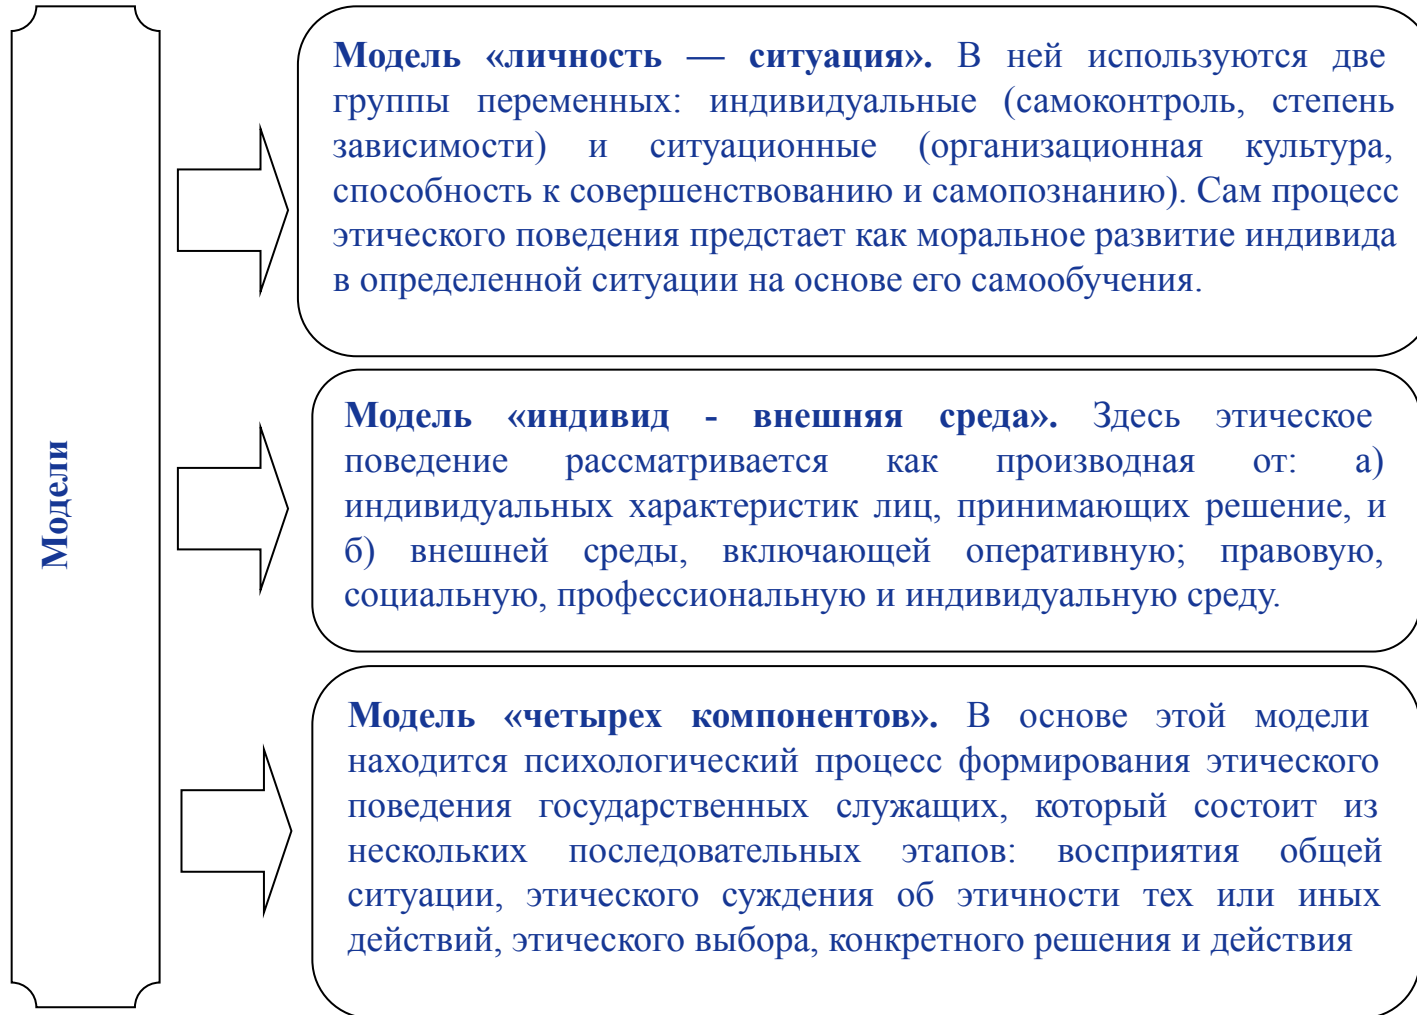 Модели
Модель «личность — ситуация». В ней используются две
группы переменных: индивидуальные (самоконтроль, степень
зависимости) и ситуационные (организационная культура,
способность к совершенствованию и самопознанию). Сам процесс
этического поведения предстает как моральное развитие индивида
в определенной ситуации на основе его самообучения.
Модель «индивид - внешняя среда». Здесь этическое
поведение рассматривается как производная от: а)
индивидуальных характеристик лиц, принимающих решение, и
б) внешней среды, включающей оперативную; правовую,
социальную, профессиональную и индивидуальную среду.
Модель «четырех компонентов». В основе этой модели
находится психологический процесс формирования этического
поведения государственных служащих, который состоит из
нескольких последовательных этапов: восприятия общей
ситуации, этического суждения об этичности тех или иных
действий, этического выбора, конкретного решения и действия